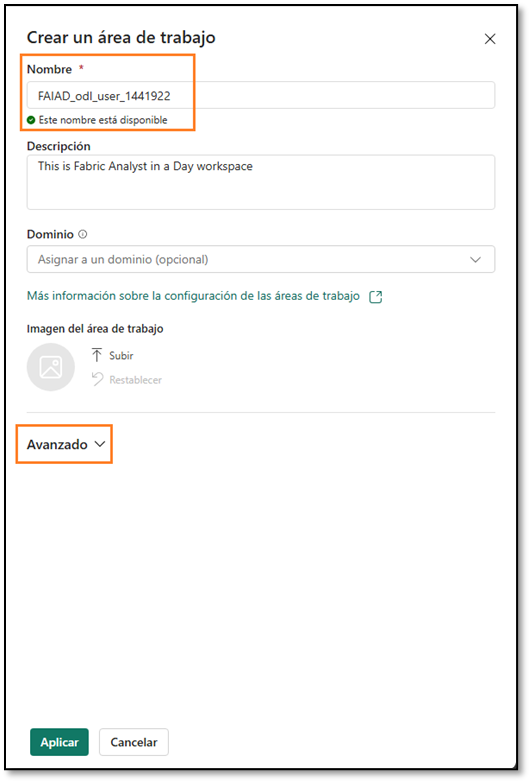 Crear un área de trabajo
Nombre *
FAIAD_odl_user_1441922
Este nombre está disponible
Descripción
This is Fabric Analyst in a Day workspace
Dominio
Asignar a un dominio (opcional)
Más información sobre la configuración de las áreas de trabajo
Imagen del área de trabajo
Subir
Restablecer
Avanzado
Aplicar
Cancelar